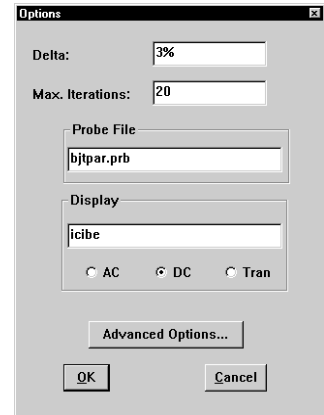 Options
Delta: 3%
Max. Iterations: 20
Probe File
bjtpar.prb
Display
icibe
AC DC Tran
Advanced Options...
OK Cancel